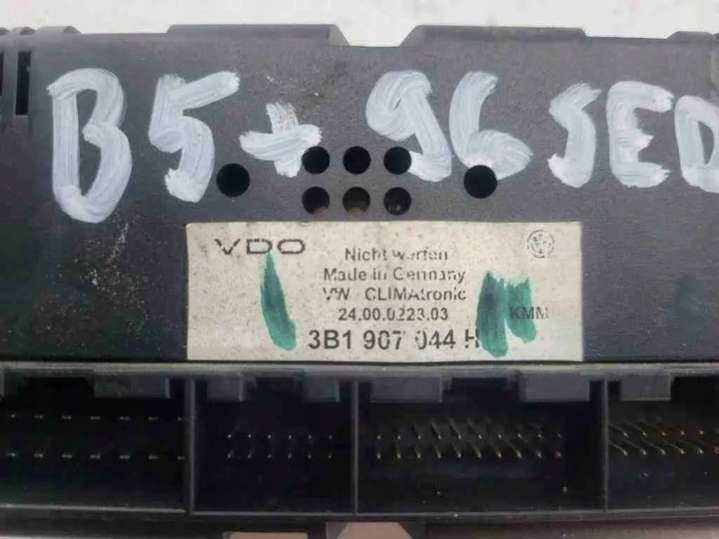 B5+ 96 SED
VDO
Nicht werfen
Made in Germany
VW CLIMAtronic
24.00.0223.03 KMM
3B1 907 044 H